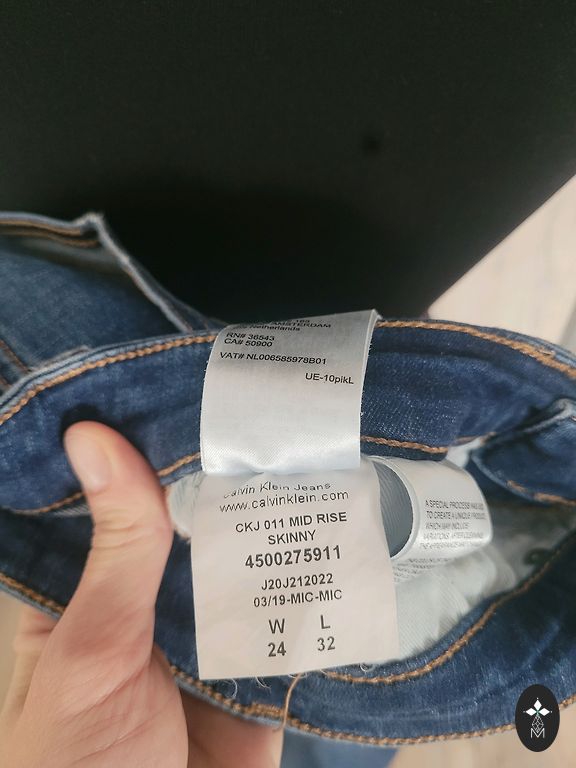 AMSTERDAM
Netherlands
RN# 36543
CA# 50900
VAT# NL006585978B01
UE-10pikL
Calvin Klein Jeans
www.calvinklein.com
CKJ 011 MID RISE
SKINNY
4500275911
J20J212022
03/19-MIC-MIC
W L
24 32
A SPECIAL PROCESS WAS USED
TO CREATE A UNIQUE PRODUCT,
WHICH MAY INCLUDE
VARIATIONS
M